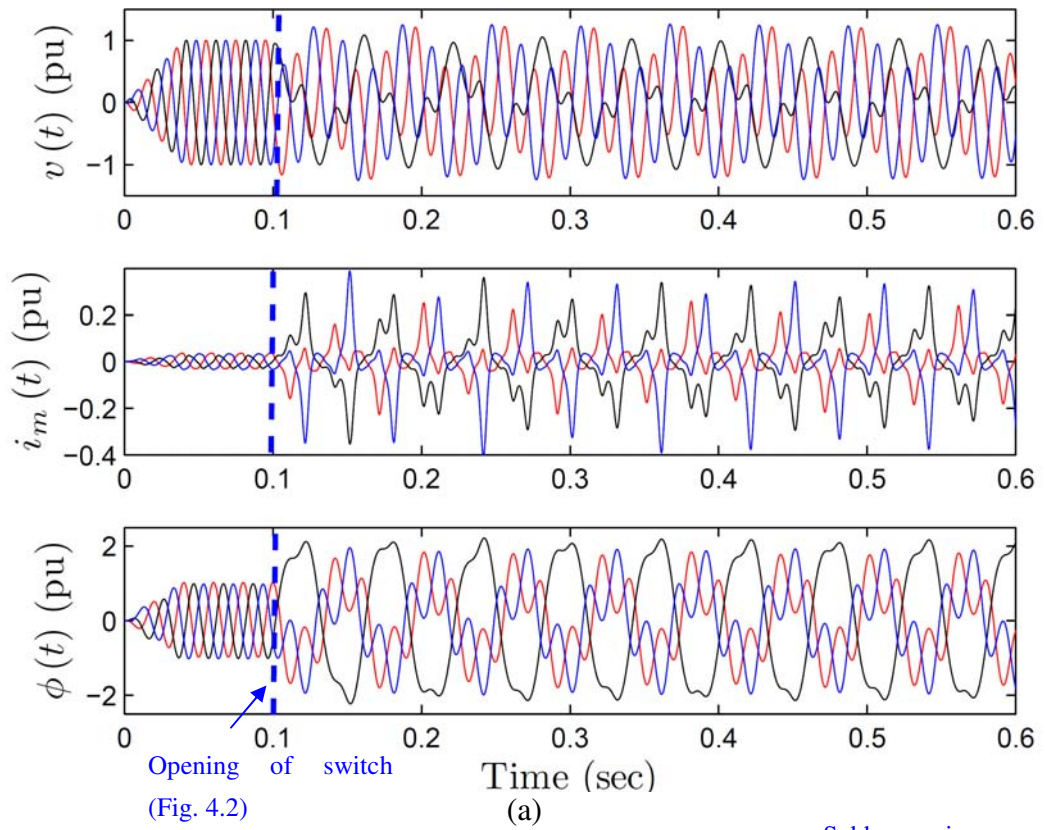 v(t) (pu)
1
0
−1
0 0.1 0.2 0.3 0.4 0.5 0.6
i_m(t) (pu)
0.2
0
−0.2
−0.4
0 0.1 0.2 0.3 0.4 0.5 0.6
ϕ(t) (pu)
2
0
−2
0 0.1 0.2 0.3 0.4 0.5 0.6
Opening of switch
(Fig. 4.2)
Time (sec)
(a)